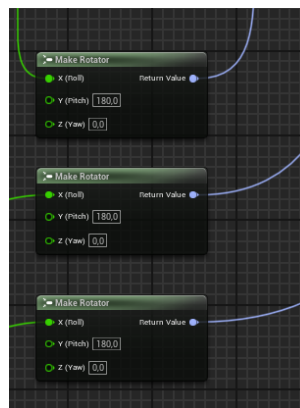 Make Rotator
X (Roll) Return Value
Y (Pitch) 180,0
Z (Yaw) 0,0
Make Rotator
X (Roll) Return Value
Y (Pitch) 180,0
Z (Yaw) 0,0
Make Rotator
X (Roll) Return Value
Y (Pitch) 180,0
Z (Yaw) 0,0